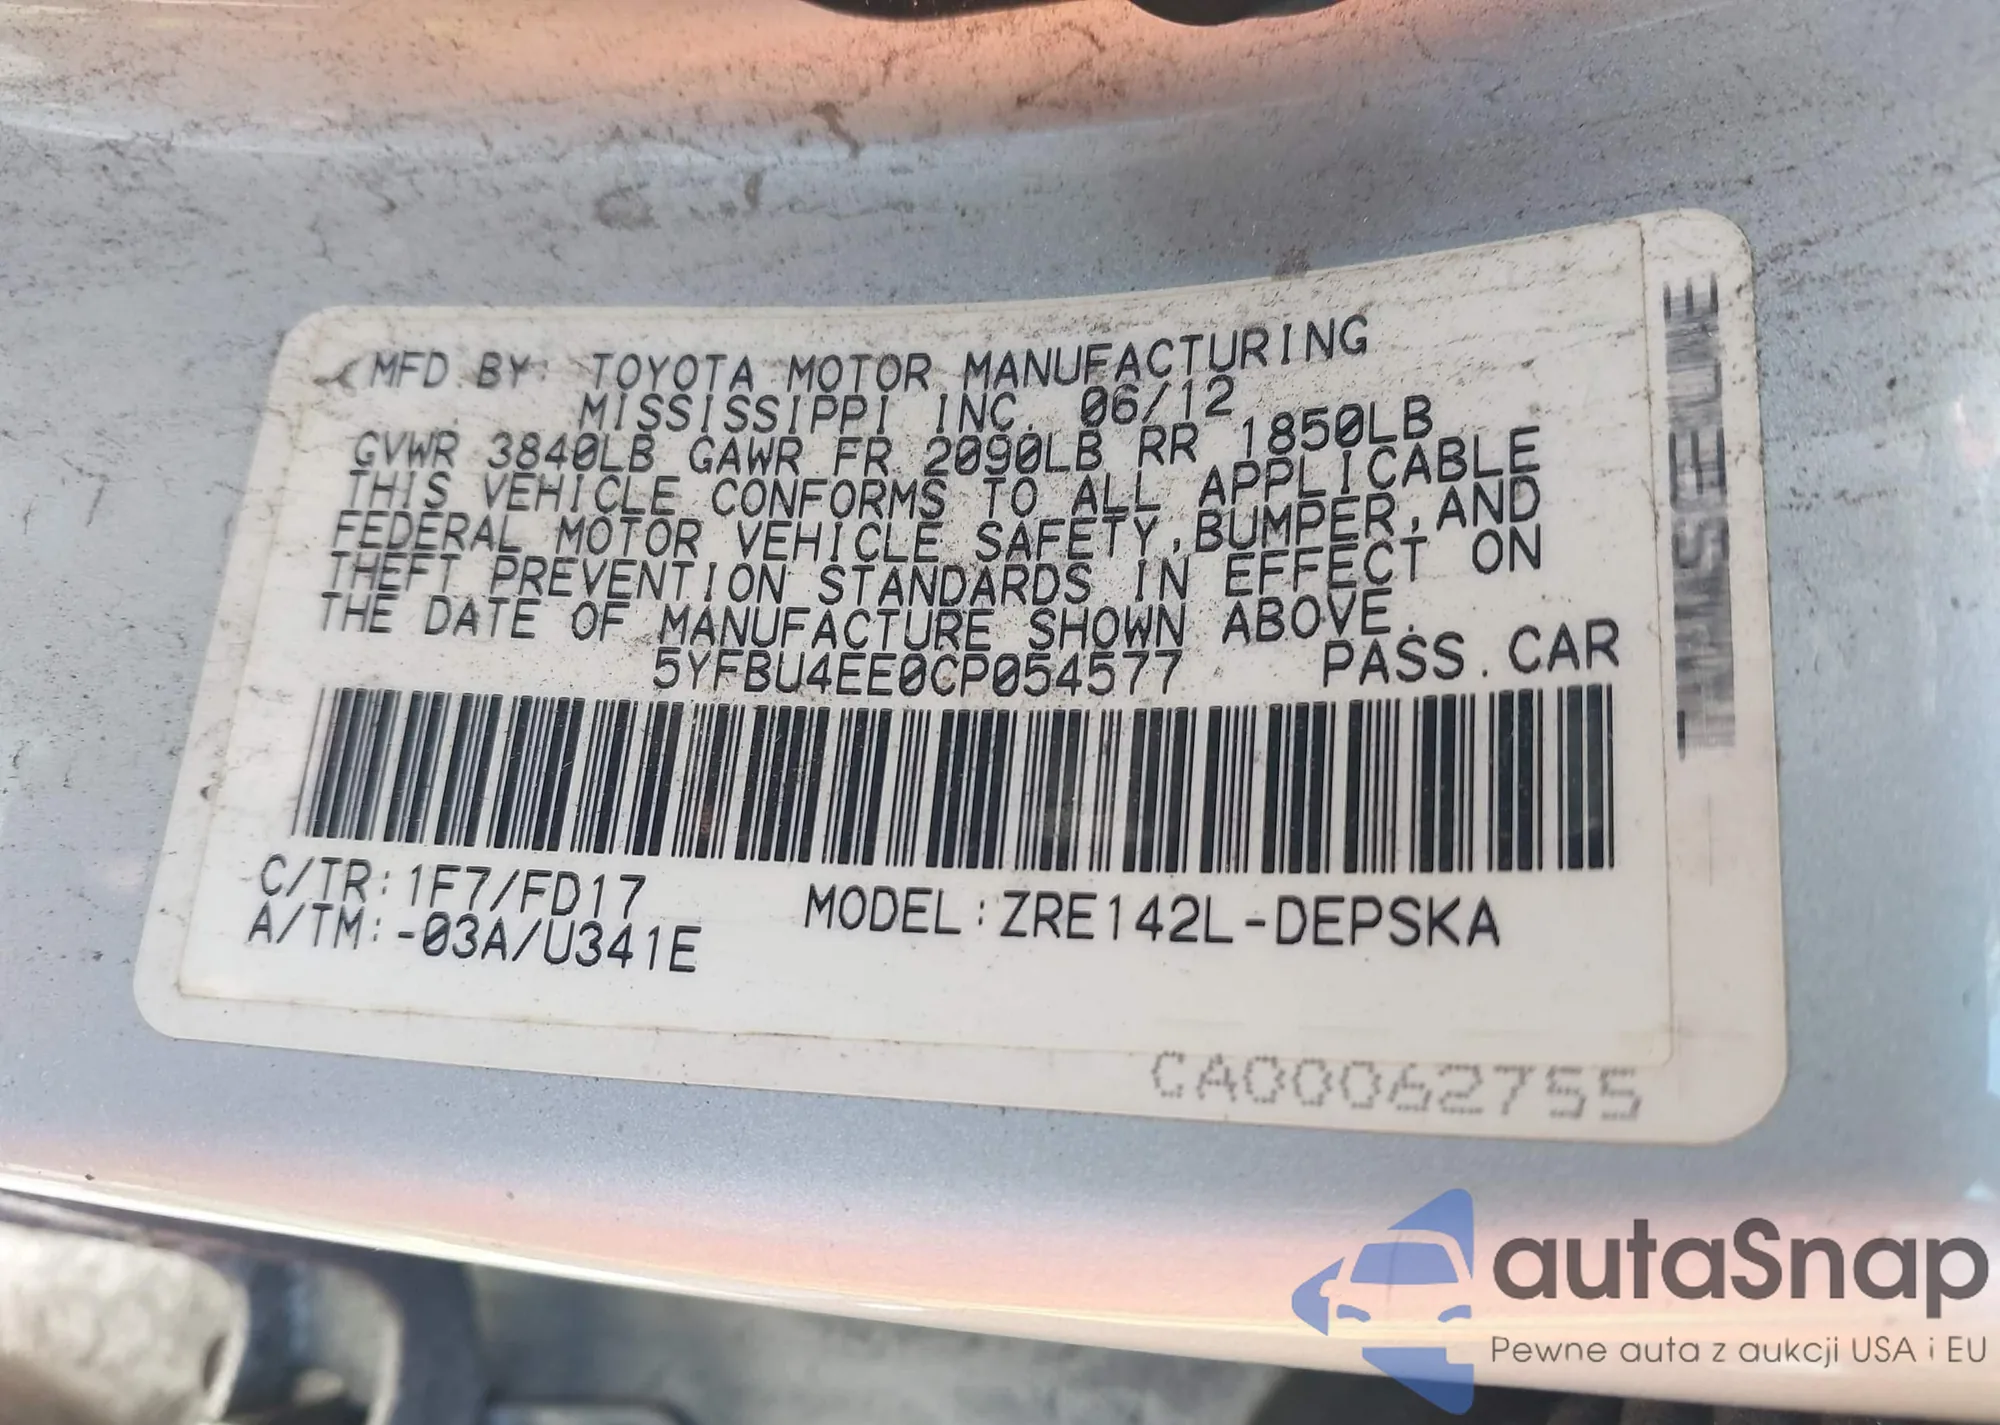 MFD. BY: TOYOTA MOTOR MANUFACTURING
MISSISSIPPI INC. 06/12
GVWR 3840LB GAWR FR 2090LB RR 1850LB
THIS VEHICLE CONFORMS TO ALL APPLICABLE
FEDERAL MOTOR VEHICLE SAFETY, BUMPER, AND
THEFT PREVENTION STANDARDS IN EFFECT ON
THE DATE OF MANUFACTURE SHOWN ABOVE.
5YFBU4EE0CP054577 PASS. CAR
C/TR: 1F7/FD17
A/TM: -03A/U341E
MODEL: ZRE142L-DEPSKA
CA00062755
autaSnap
Pewne auta z aukcji USA i EU